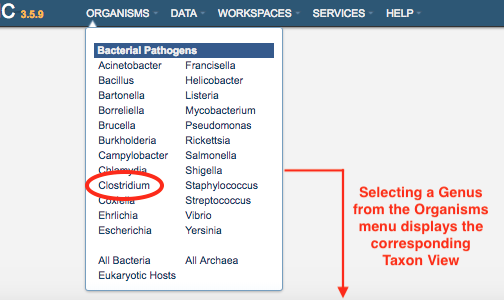 C 3.5.9 ORGANISMS DATA WORKSPACES SERVICES HELP
Bacterial Pathogens
Acinetobacter Francisella
Bacillus Helicobacter
Bartonella Listeria
Borreliella Mycobacterium
Brucella Pseudomonas
Burkholderia Rickettsia
Campylobacter Salmonella
Chlamydia Shigella
Clostridium Staphylococcus
Coxiella Streptococcus
Ehrlichia Vibrio
Escherichia Yersinia
All Bacteria All Archaea
Eukaryotic Hosts
Selecting a Genus
from the Organisms
menu displays the
corresponding
Taxon View